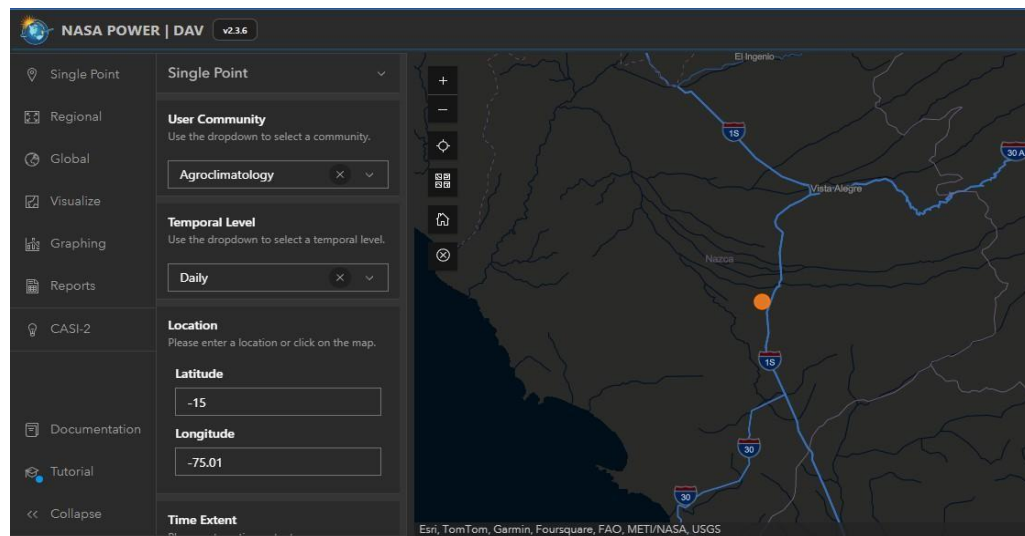 NASA POWER | DAV v2.3.6
Single Point
Regional
Global
Visualize
Graphing
Reports
CASI-2
Documentation
Tutorial
<< Collapse
Single Point
User Community
Use the dropdown to select a community.
Agroclimatology
Temporal Level
Use the dropdown to select a temporal level.
Daily
Location
Please enter a location or click on the map.
Latitude
-15
Longitude
-75.01
Time Extent
El Ingenio
1S
30 A
Vista Alegre
Nazca
1S
30
30
Esri, TomTom, Garmin, Foursquare, FAO, METI/NASA, USGS